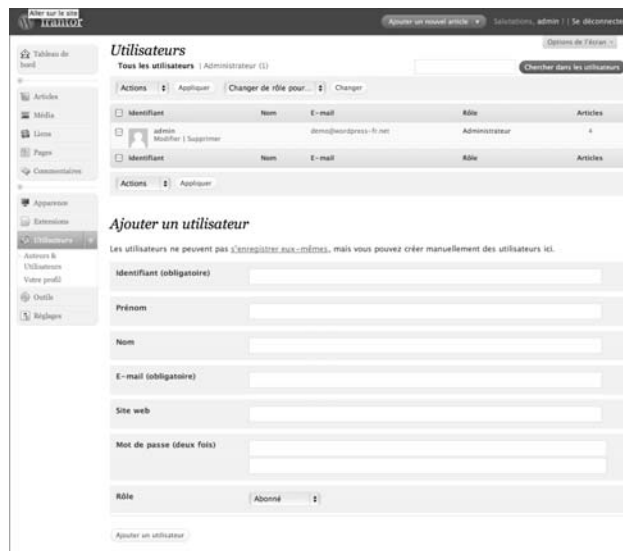 Aller sur le site
Trantor
Ajouter un nouvel article
Salutations, admin ! | Se déconnecter
Options de l'écran
Tableau de bord
Articles
Média
Liens
Pages
Commentaires
Apparence
Extensions
Utilisateurs
Auteurs & Utilisateurs
Votre profil
Outils
Réglages
Utilisateurs
Tous les utilisateurs | Administrateur (1)
Chercher dans les utilisateurs
Actions Appliquer Changer de rôle pour... Changer
Identifiant Nom E-mail Rôle Articles
admin demo@wordpress-fr.net Administrateur 4
Modifier | Supprimer
Identifiant Nom E-mail Rôle Articles
Actions Appliquer
Ajouter un utilisateur
Les utilisateurs ne peuvent pas s'enregistrer eux-mêmes, mais vous pouvez créer manuellement des utilisateurs ici.
Identifiant (obligatoire)
Prénom
Nom
E-mail (obligatoire)
Site web
Mot de passe (deux fois)
Rôle Abonné
Ajouter un utilisateur